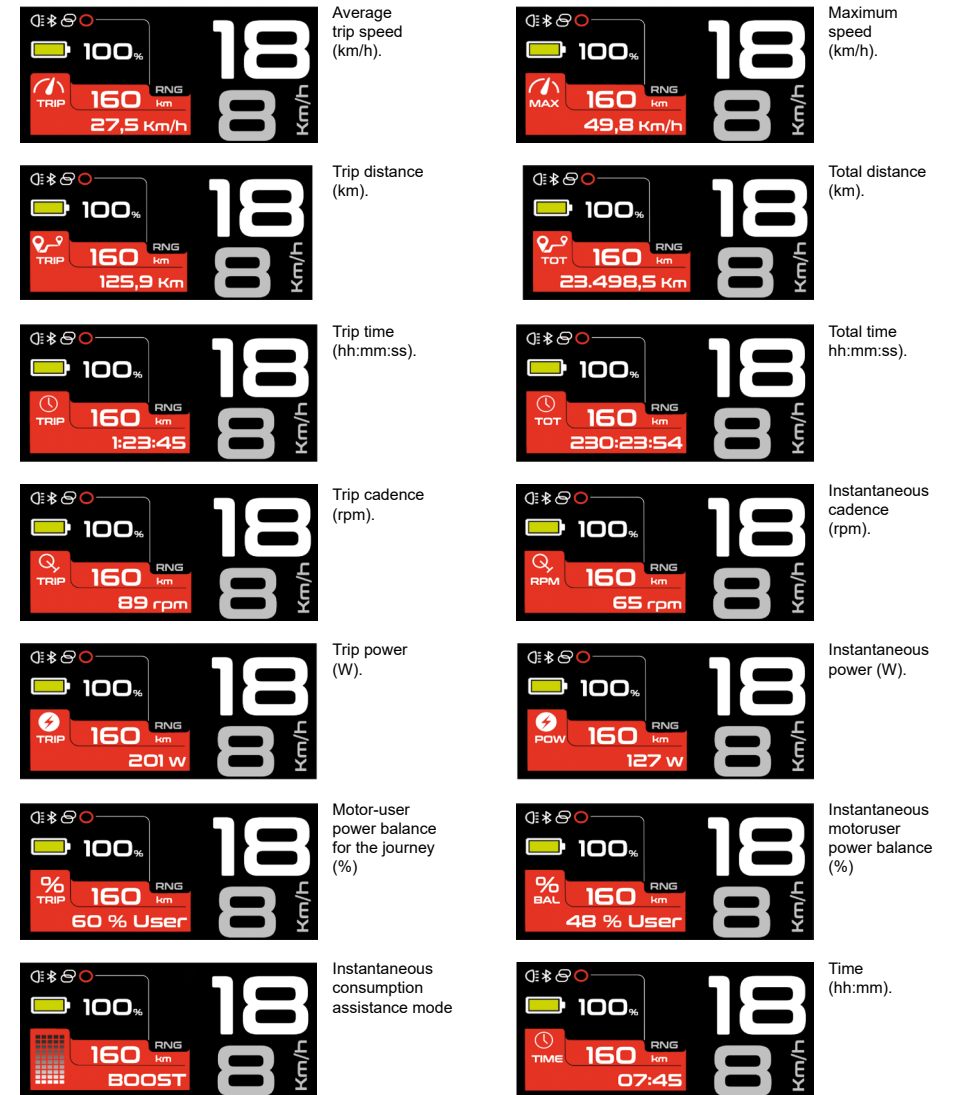 18
100%
TRIP
160 km
RNG
27,5 Km/h
8
Km/h
Average
trip speed
(km/h).
18
100%
MAX
160 km
RNG
49,8 Km/h
8
Km/h
Maximum
speed
(km/h).
18
100%
TRIP
160 km
RNG
125,9 Km
8
Km/h
Trip distance
(km).
18
100%
TOT
160 km
RNG
23.498,5 Km
8
Km/h
Total distance
(km).
18
100%
TRIP
160 km
RNG
1:23:45
8
Km/h
Trip time
(hh:mm:ss).
18
100%
TOT
160 km
RNG
230:23:54
8
Km/h
Total time
hh:mm:ss).
18
100%
TRIP
160 km
RNG
89 rpm
8
Km/h
Trip cadence
(rpm).
18
100%
RPM
160 km
RNG
65 rpm
8
Km/h
Instantaneous
cadence
(rpm).
18
100%
TRIP
160 km
RNG
201 w
8
Km/h
Trip power
(W).
18
100%
POW
160 km
RNG
127 w
8
Km/h
Instantaneous
power (W).
18
100%
%
TRIP
160 km
RNG
60 % User
8
Km/h
Motor-user
power balance
for the journey
(%)
18
100%
%
BAL
160 km
RNG
48 % User
8
Km/h
Instantaneous
motoruser
power balance
(%)
18
100%
160 km
RNG
BOOST
8
Km/h
Instantaneous
consumption
assistance mode
18
100%
TIME
160 km
RNG
07:45
8
Km/h
Time
(hh:mm).